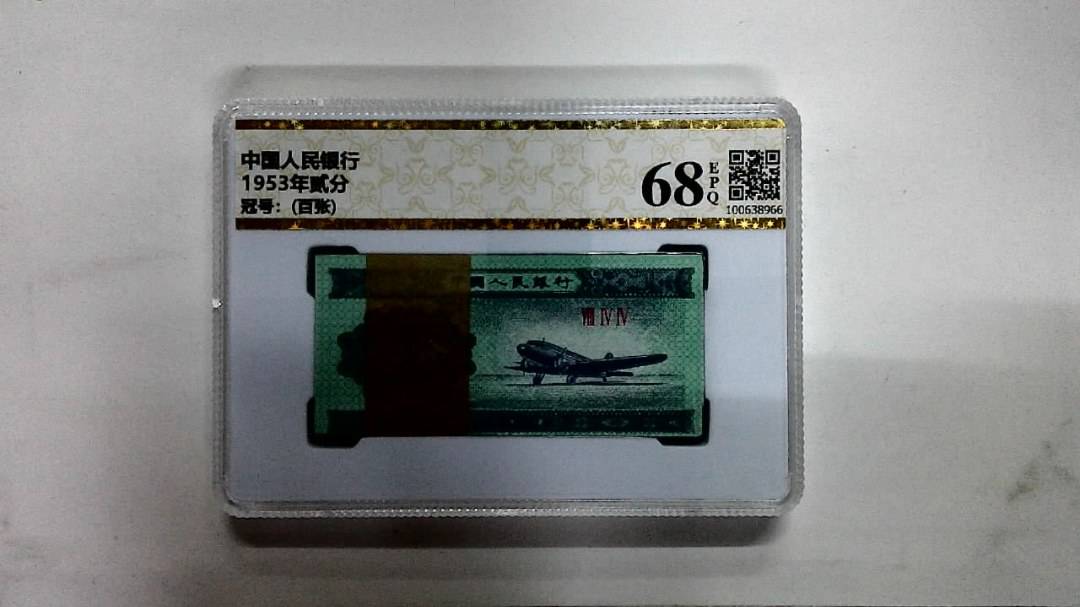 中国人民银行
1953年贰分
冠号：(百张)
68
EPQ
100638966
国人民银行
VIII IV IV